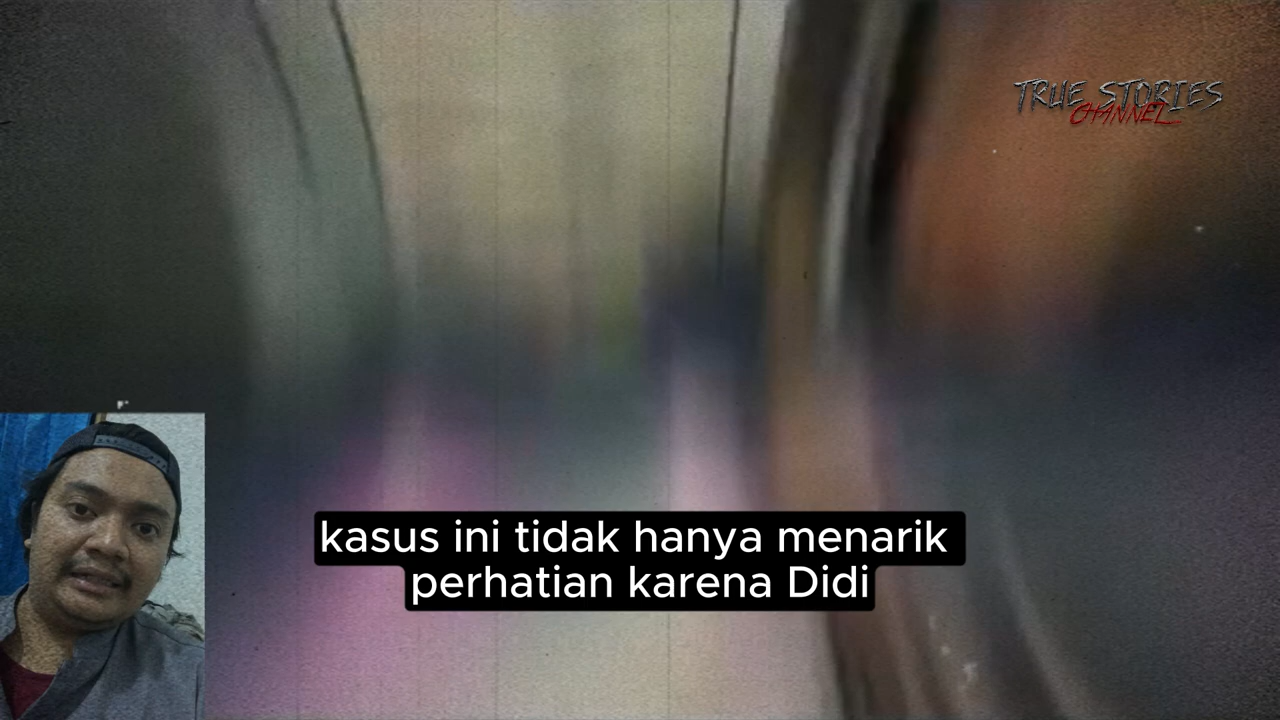 TRUE STORIES
CHANNEL
kasus ini tidak hanya menarik
perhatian karena Didi